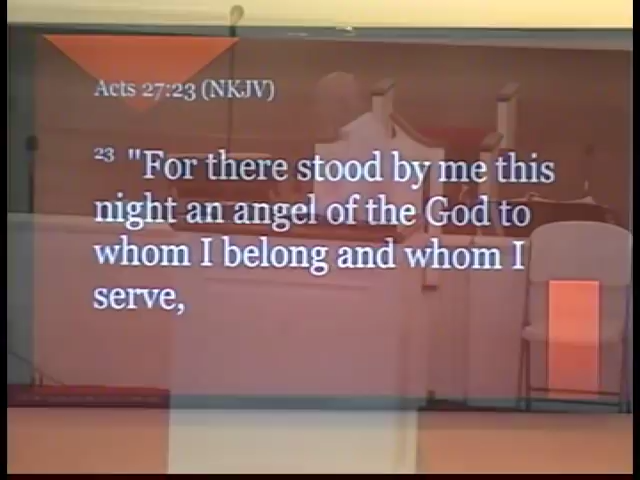 Acts 27:23 (NKJV)
23 "For there stood by me this
night an angel of the God to
whom I belong and whom I
serve,